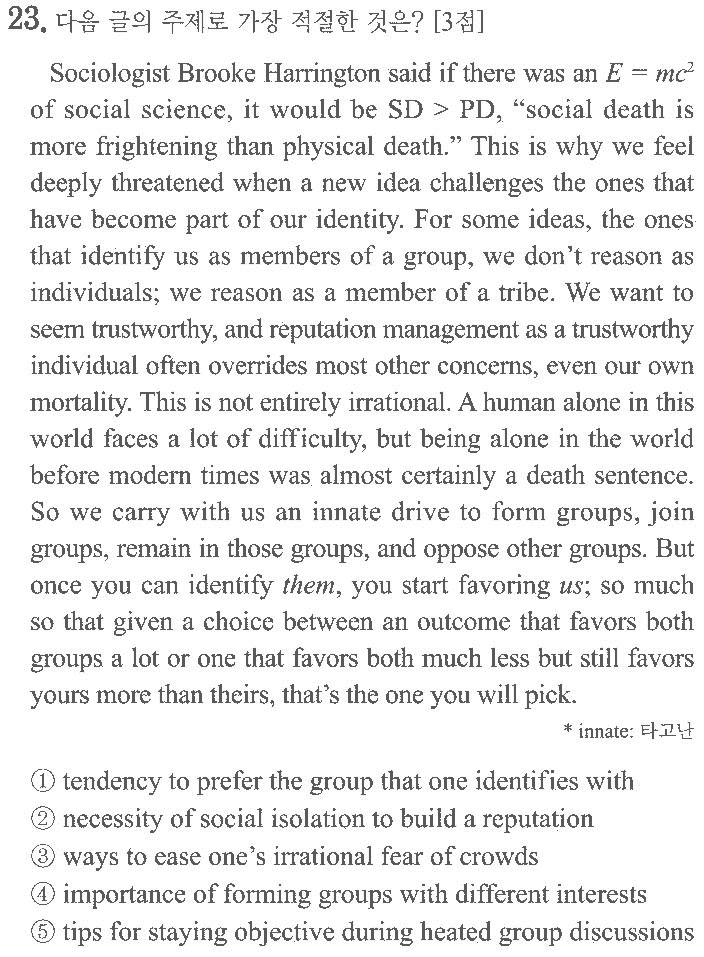 23. 다음 글의 주제로 가장 적절한 것은? [3점]
Sociologist Brooke Harrington said if there was an E = mc²
of social science, it would be SD > PD, “social death is
more frightening than physical death.” This is why we feel
deeply threatened when a new idea challenges the ones that
have become part of our identity. For some ideas, the ones
that identify us as members of a group, we don’t reason as
individuals; we reason as a member of a tribe. We want to
seem trustworthy, and reputation management as a trustworthy
individual often overrides most other concerns, even our own
mortality. This is not entirely irrational. A human alone in this
world faces a lot of difficulty, but being alone in the world
before modern times was almost certainly a death sentence.
So we carry with us an innate drive to form groups, join
groups, remain in those groups, and oppose other groups. But
once you can identify them, you start favoring us; so much
so that given a choice between an outcome that favors both
groups a lot or one that favors both much less but still favors
yours more than theirs, that’s the one you will pick.
* innate: 타고난
① tendency to prefer the group that one identifies with
② necessity of social isolation to build a reputation
③ ways to ease one’s irrational fear of crowds
④ importance of forming groups with different interests
⑤ tips for staying objective during heated group discussions